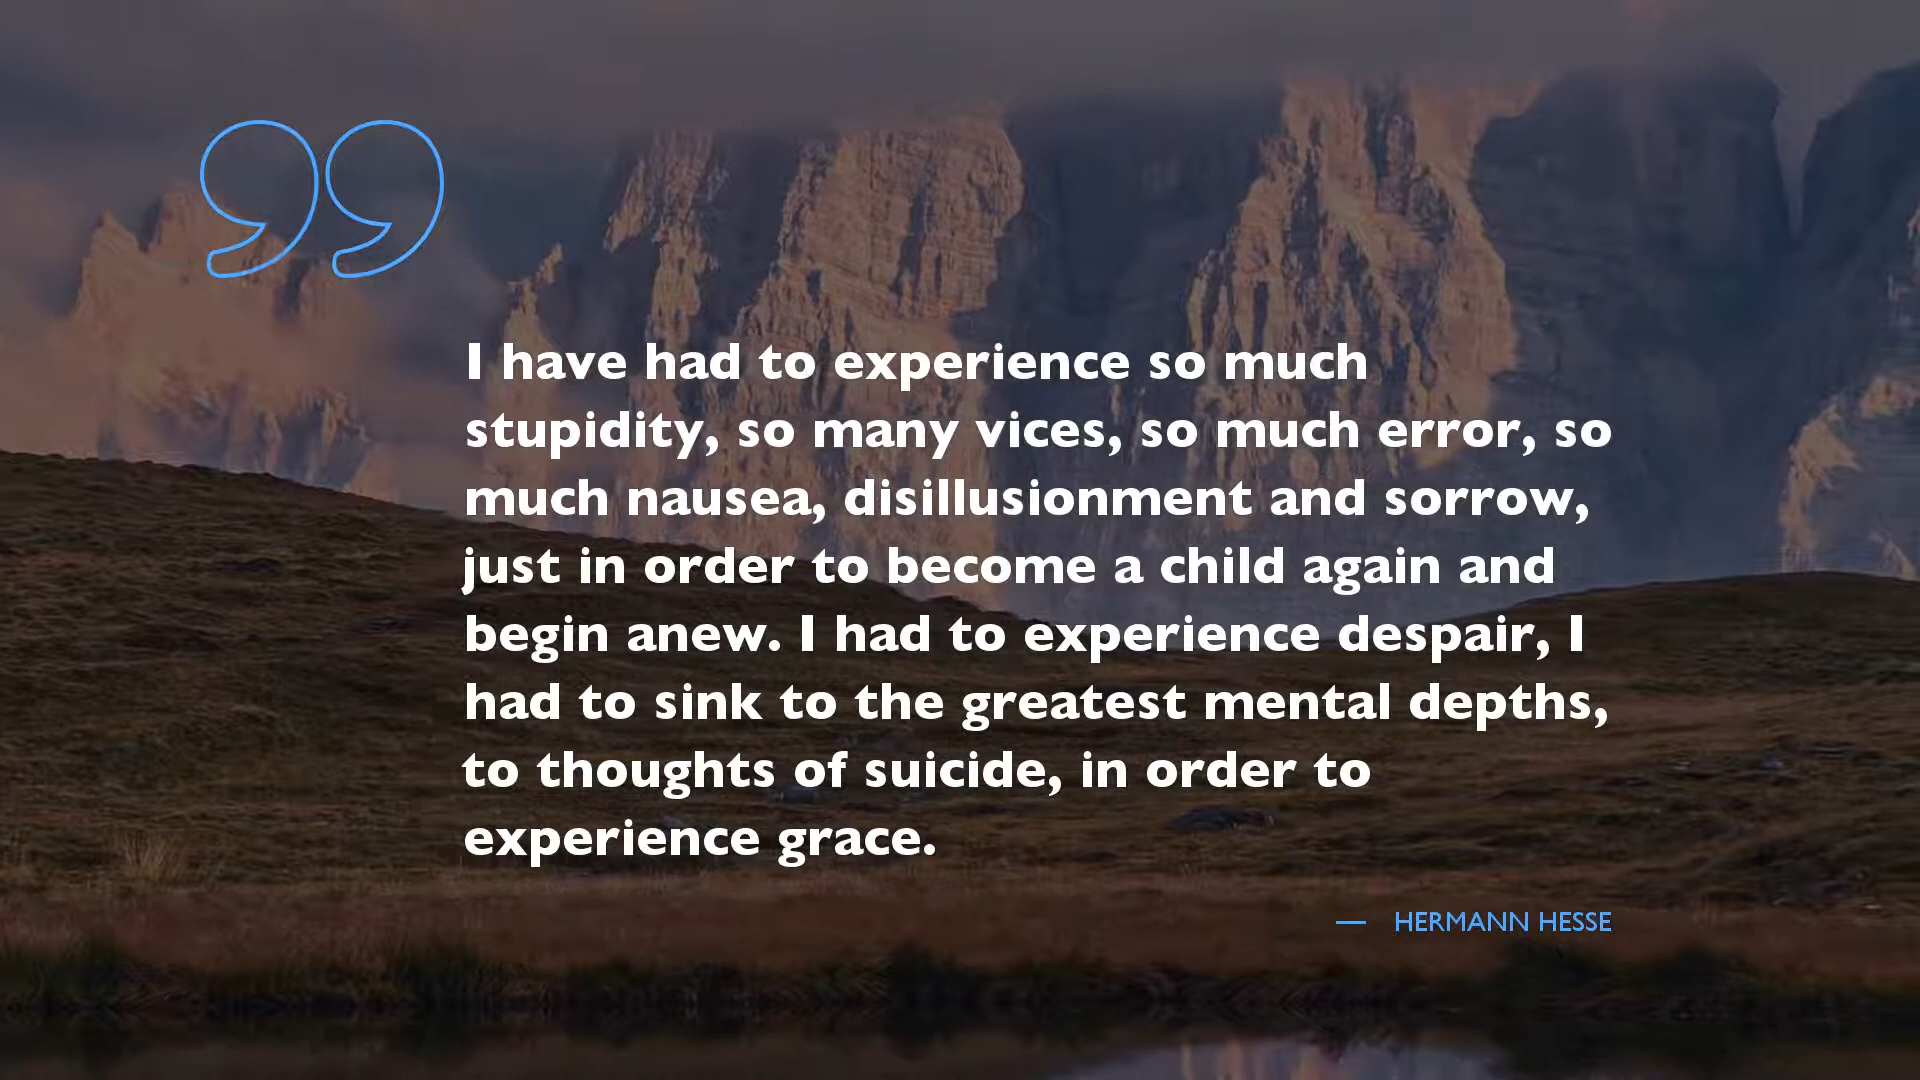 I have had to experience so much
stupidity, so many vices, so much error, so
much nausea, disillusionment and sorrow,
just in order to become a child again and
begin anew. I had to experience despair, I
had to sink to the greatest mental depths,
to thoughts of suicide, in order to
experience grace.
— HERMANN HESSE